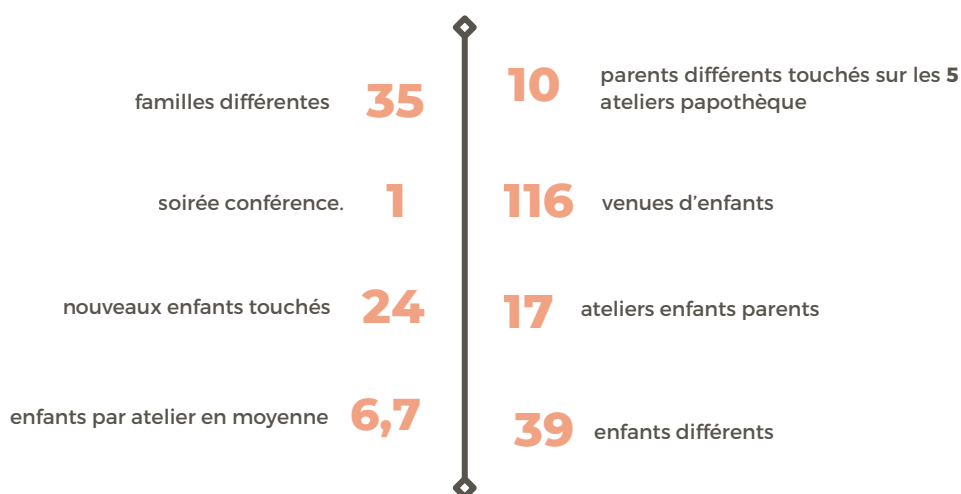 familles différentes 35
soirée conférence. 1
nouveaux enfants touchés 24
enfants par atelier en moyenne 6,7
10 parents différents touchés sur les 5
ateliers papothèque
116 venues d'enfants
17 ateliers enfants parents
39 enfants différents